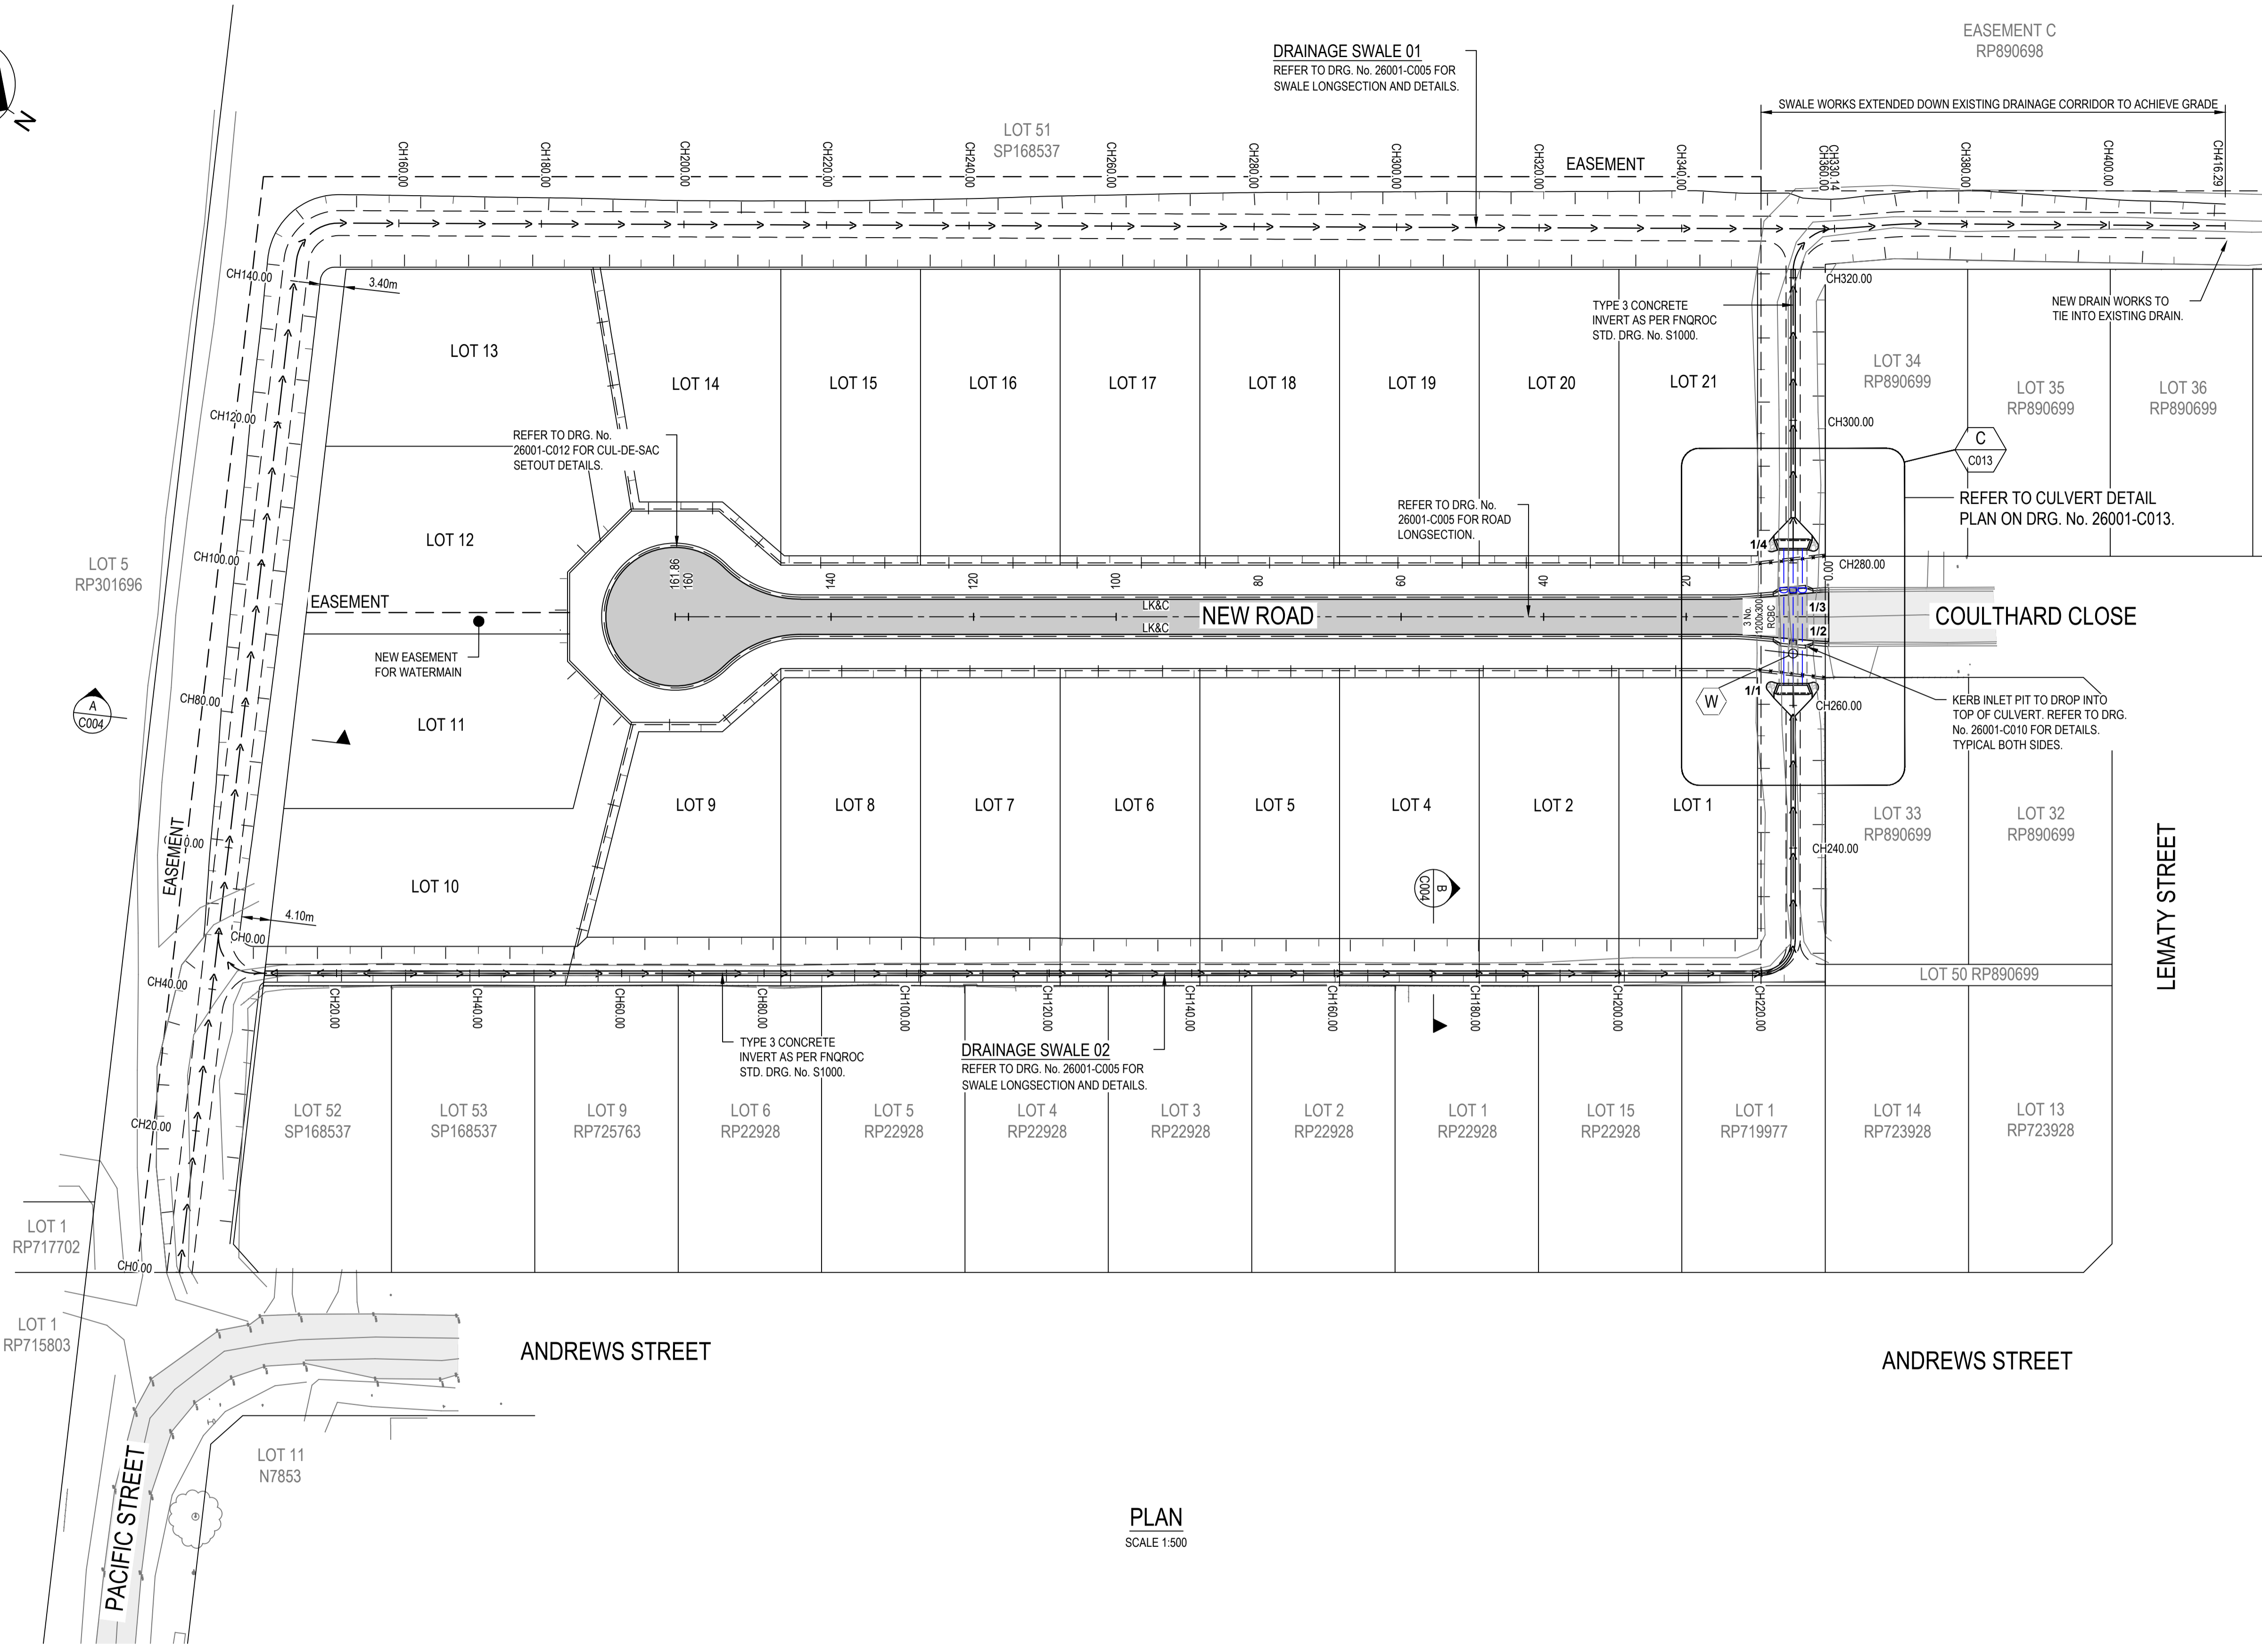 EASEMENT C
RP890698
DRAINAGE SWALE 01
REFER TO DRG. No. 26001-C005 FOR
SWALE LONGSECTION AND DETAILS.
SWALE WORKS EXTENDED DOWN EXISTING DRAINAGE CORRIDOR TO ACHIEVE GRADE
N
LOT 51
SP168537
EASEMENT
CH160.00
CH180.00
CH200.00
CH220.00
CH240.00
CH260.00
CH280.00
CH300.00
CH320.00
CH340.00
CH360.00
CH330.14
CH380.00
CH400.00
CH416.29
CH140.00
3.40m
CH320.00
TYPE 3 CONCRETE
INVERT AS PER FNQROC
STD. DRG. No. S1000.
NEW DRAIN WORKS TO
TIE INTO EXISTING DRAIN.
LOT 13
LOT 14
LOT 15
LOT 16
LOT 17
LOT 18
LOT 19
LOT 20
LOT 21
LOT 34
RP890699
LOT 35
RP890699
LOT 36
RP890699
CH120.00
CH300.00
REFER TO DRG. No.
26001-C012 FOR CUL-DE-SAC
SETOUT DETAILS.
C
C013
REFER TO CULVERT DETAIL
PLAN ON DRG. No. 26001-C013.
REFER TO DRG. No.
26001-C005 FOR ROAD
LONGSECTION.
LOT 12
LOT 5
RP301696
CH100.00
1/4
CH280.00
161.86
160
140
120
100
80
60
40
20
0.00
EASEMENT
LK&C
NEW ROAD
LK&C
3 No.
1200x300
RCBC
1/3
1/2
COULTHARD CLOSE
NEW EASEMENT
FOR WATERMAIN
A
C004
CH80.00
LOT 11
W
1/1
CH260.00
KERB INLET PIT TO DROP INTO
TOP OF CULVERT. REFER TO DRG.
No. 26001-C010 FOR DETAILS.
TYPICAL BOTH SIDES.
LOT 9
LOT 8
LOT 7
LOT 6
LOT 5
LOT 4
LOT 2
LOT 1
LOT 33
RP890699
LOT 32
RP890699
EASEMENT
CH240.00
LOT 10
B
C004
LEMATY STREET
4.10m
CH0.00
LOT 50 RP890699
CH40.00
CH20.00
CH40.00
CH60.00
CH80.00
CH100.00
CH120.00
CH140.00
CH160.00
CH180.00
CH200.00
CH220.00
TYPE 3 CONCRETE
INVERT AS PER FNQROC
STD. DRG. No. S1000.
DRAINAGE SWALE 02
REFER TO DRG. No. 26001-C005 FOR
SWALE LONGSECTION AND DETAILS.
CH20.00
LOT 52
SP168537
LOT 53
SP168537
LOT 9
RP725763
LOT 6
RP22928
LOT 5
RP22928
LOT 4
RP22928
LOT 3
RP22928
LOT 2
RP22928
LOT 1
RP22928
LOT 15
RP22928
LOT 1
RP719977
LOT 14
RP723928
LOT 13
RP723928
LOT 1
RP717702
CH0.00
LOT 1
RP715803
ANDREWS STREET
ANDREWS STREET
LOT 11
N7853
PACIFIC STREET
PLAN
SCALE 1:500